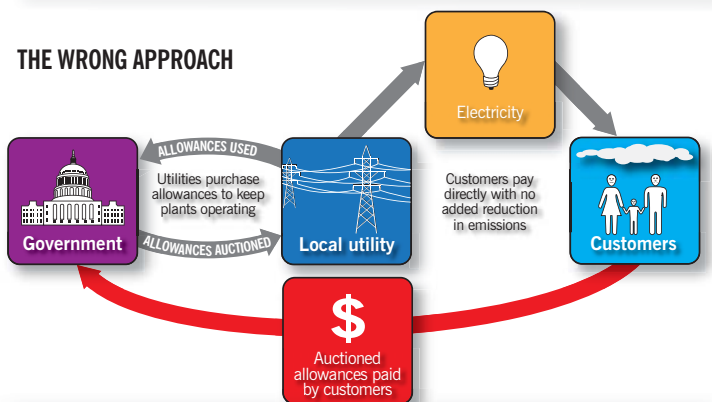 THE WRONG APPROACH
Electricity
ALLOWANCES USED
Utilities purchase
allowances to keep
plants operating
ALLOWANCES AUCTIONED
Government
Local utility
Customers pay
directly with no
added reduction
in emissions
Customers
$
Auctioned
allowances paid
by customers